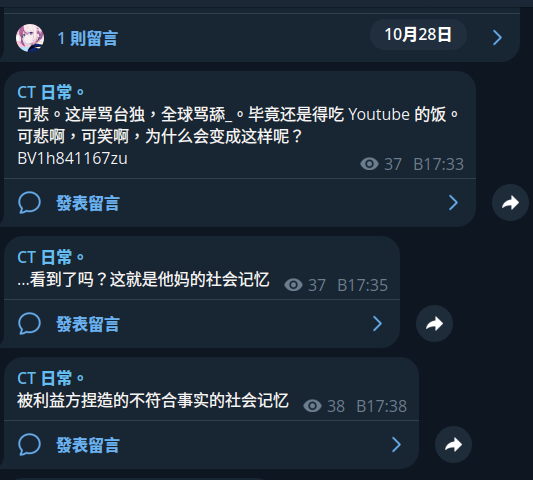 1 則留言
10月28日
CT 日常。
可悲。这岸骂台独，全球骂舔_。毕竟还是得吃 Youtube 的饭。
可悲啊，可笑啊，为什么会变成这样呢？
BV1h841167zu
37 B17:33
發表留言
CT 日常。
...看到了吗？这就是他妈的社会记忆
37 B17:35
發表留言
CT 日常。
被利益方捏造的不符合事实的社会记忆
38 B17:38
發表留言